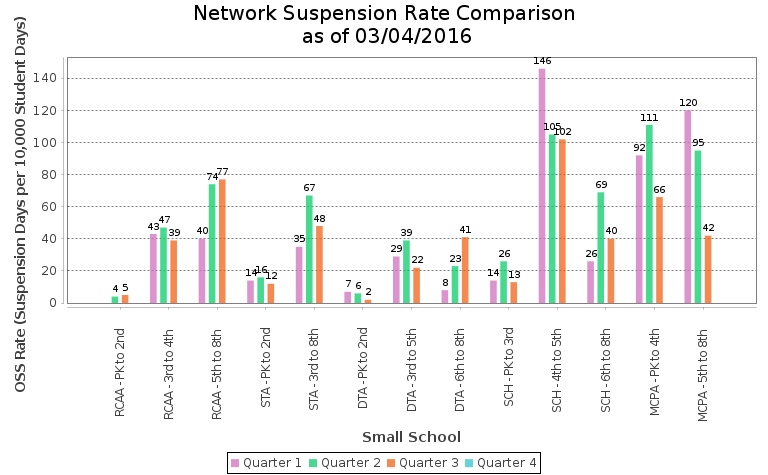 Network Suspension Rate Comparison
as of 03/04/2016
OSS Rate (Suspension Days per 10,000 Student Days)
140
120
100
80
60
40
20
0
4 5
43 47 39
40 74 77
14 16 12
35 67 48
7 6 2
29 39 22
8 23 41
14 26 13
146 105 102
26 69 40
92 111 66
120 95 42
RCAA - PK to 2nd
RCAA - 3rd to 4th
RCAA - 5th to 8th
STA - PK to 2nd
STA - 3rd to 8th
DTA - PK to 2nd
DTA - 3rd to 5th
DTA - 6th to 8th
SCH - PK to 3rd
SCH - 4th to 5th
SCH - 6th to 8th
MCPA - PK to 4th
MCPA - 5th to 8th
Small School
Quarter 1 Quarter 2 Quarter 3 Quarter 4